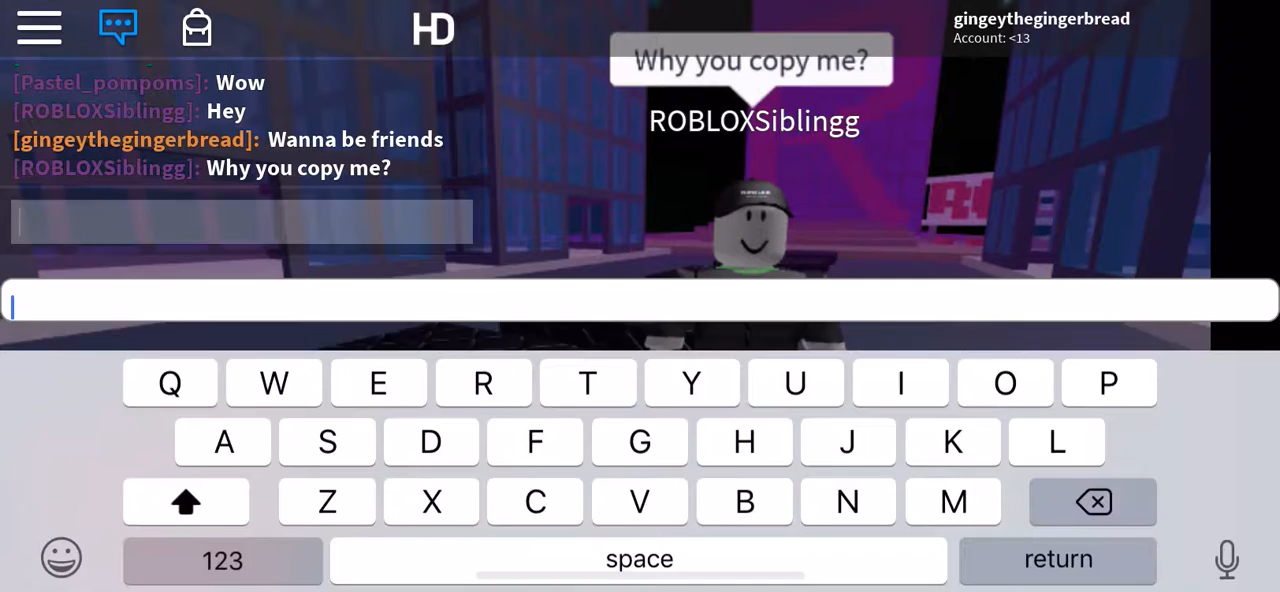 HD
gingeythegingerbread
Account: <13
[Pastel_pompoms]: Wow
[ROBLOXSiblingg]: Hey
[gingeythegingerbread]: Wanna be friends
[ROBLOXSiblingg]: Why you copy me?
Why you copy me?
ROBLOXSiblingg
Q W E R T Y U I O P
A S D F G H J K L
Z X C V B N M
123 space return